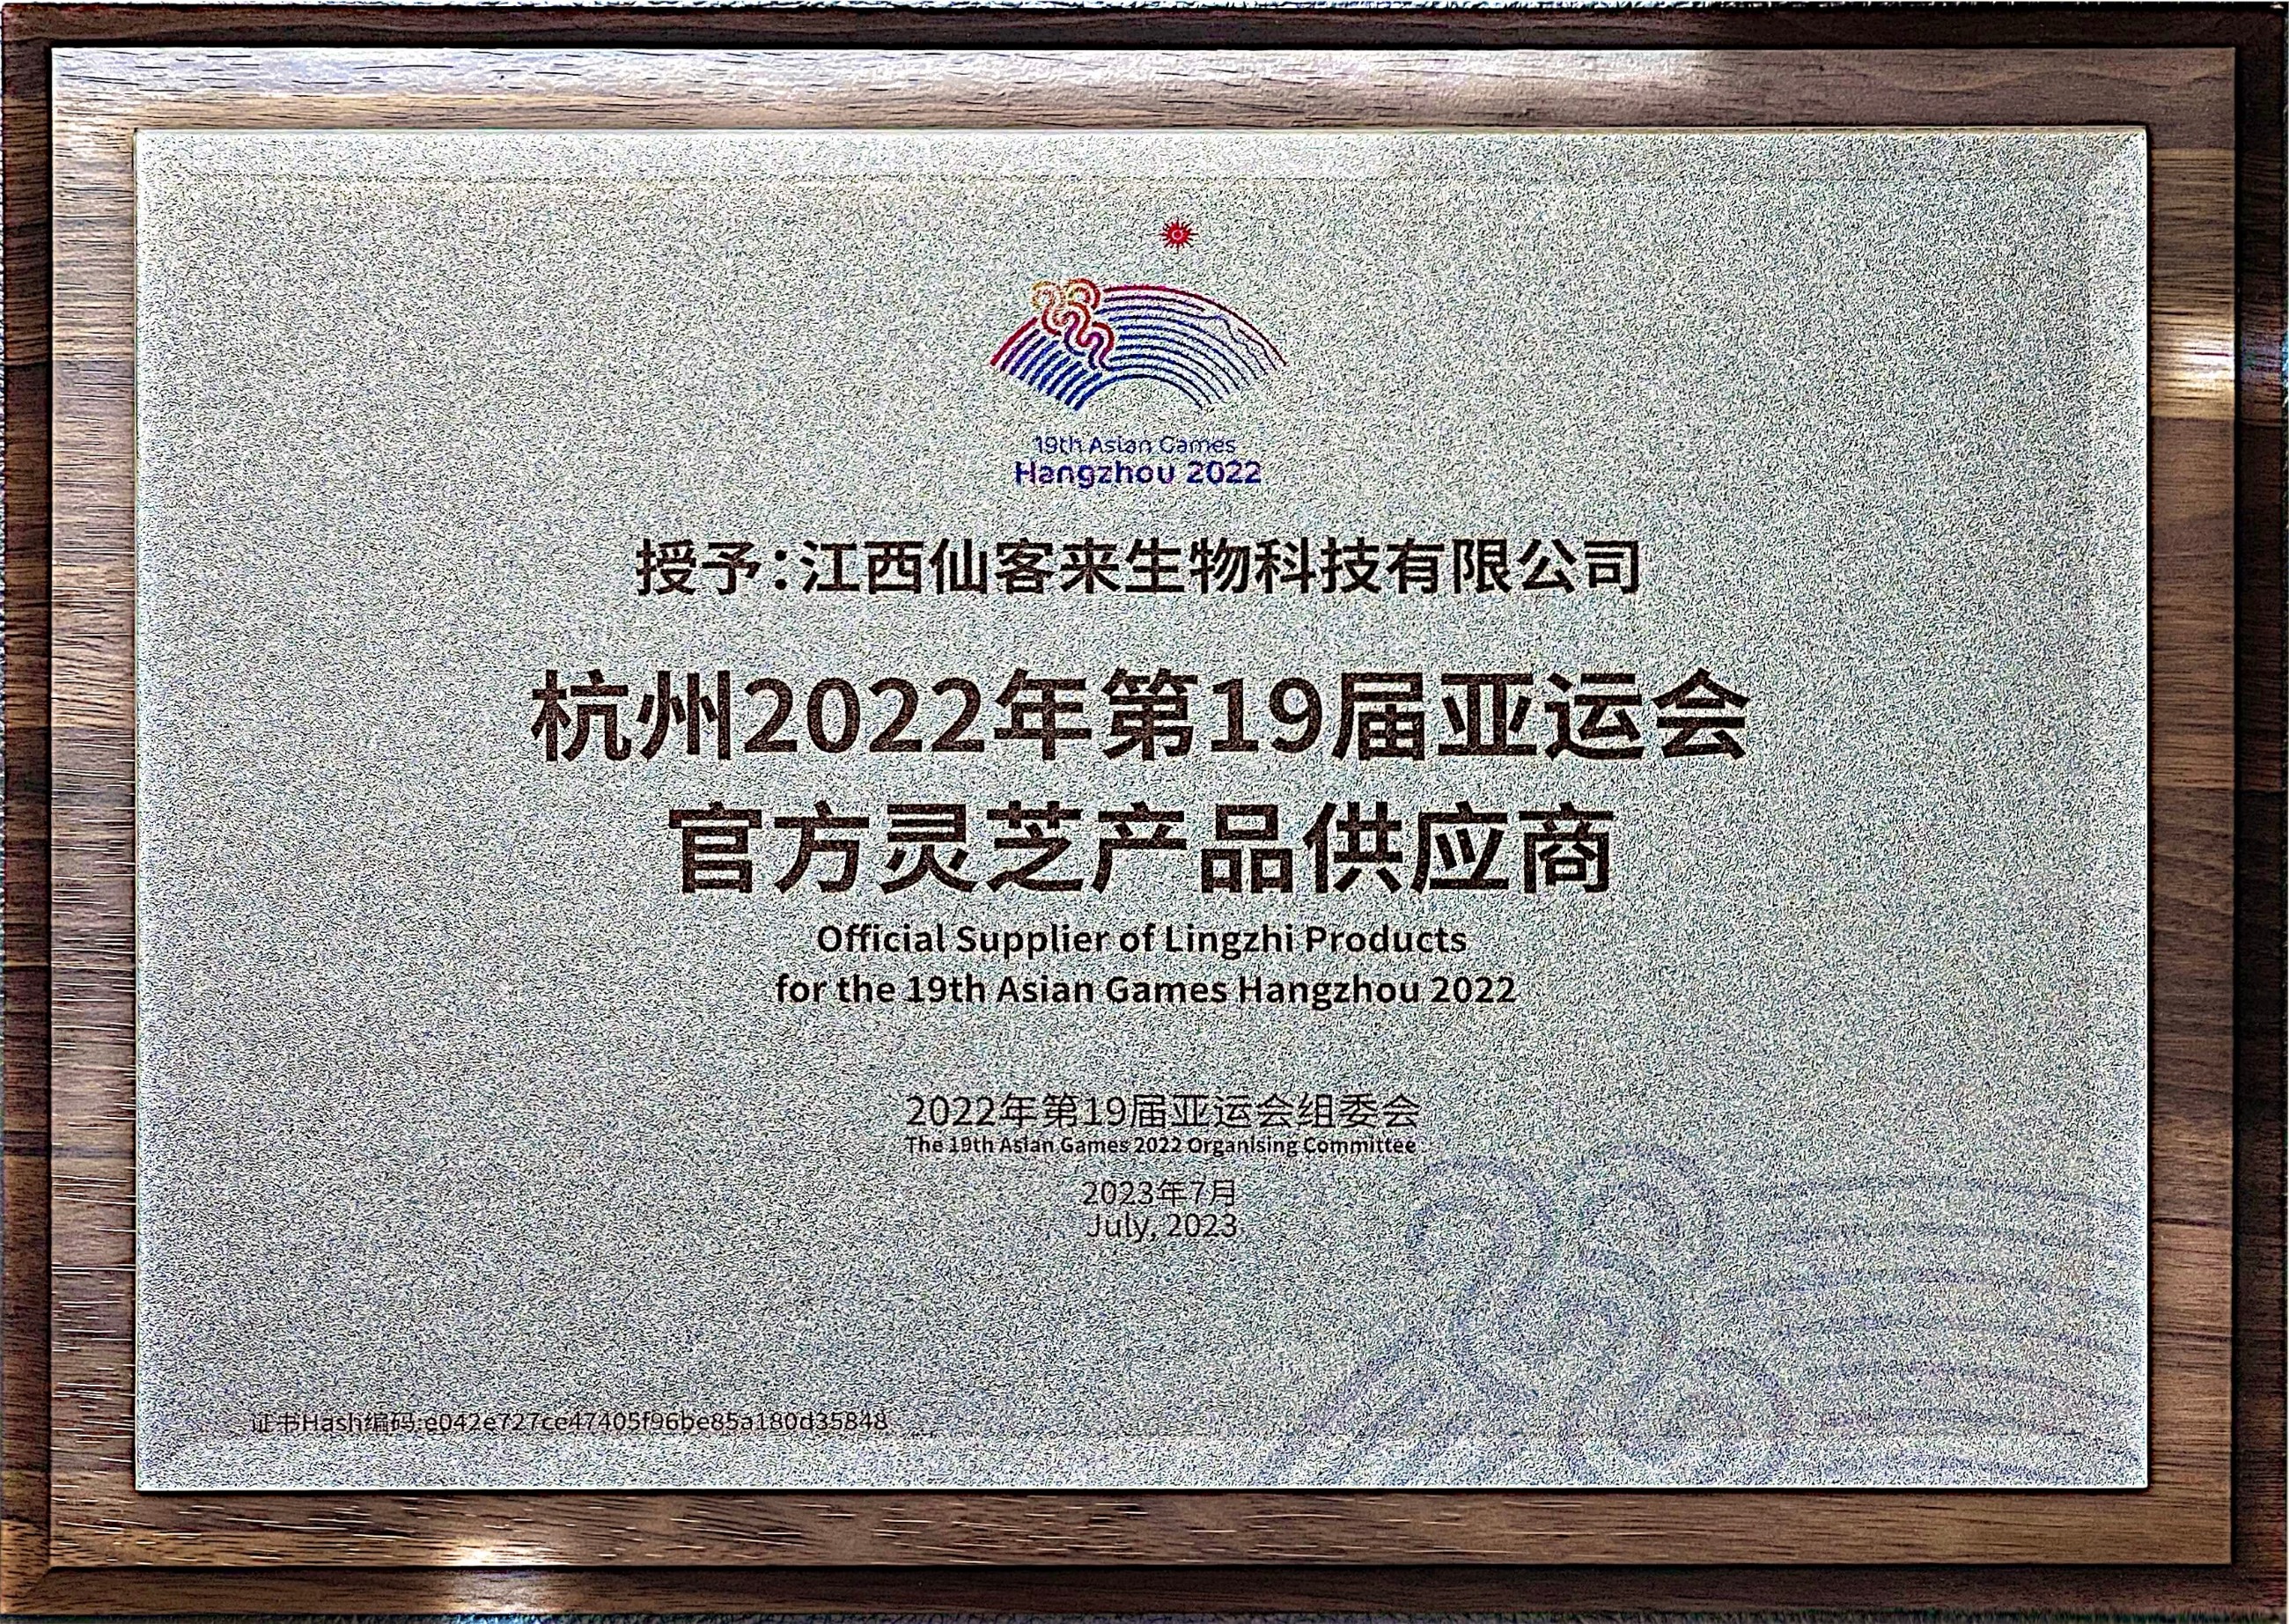 19th Asian Games
Hangzhou 2022
授予：江西仙客来生物科技有限公司
杭州2022年第19届亚运会
官方灵芝产品供应商
Official Supplier of Lingzhi Products
for the 19th Asian Games Hangzhou 2022
2022年第19届亚运会组委会
The 19th Asian Games 2022 Organising Committee
2023年7月
July, 2023
证书Hash编码:e042e727ce47405f96be85a180d35848